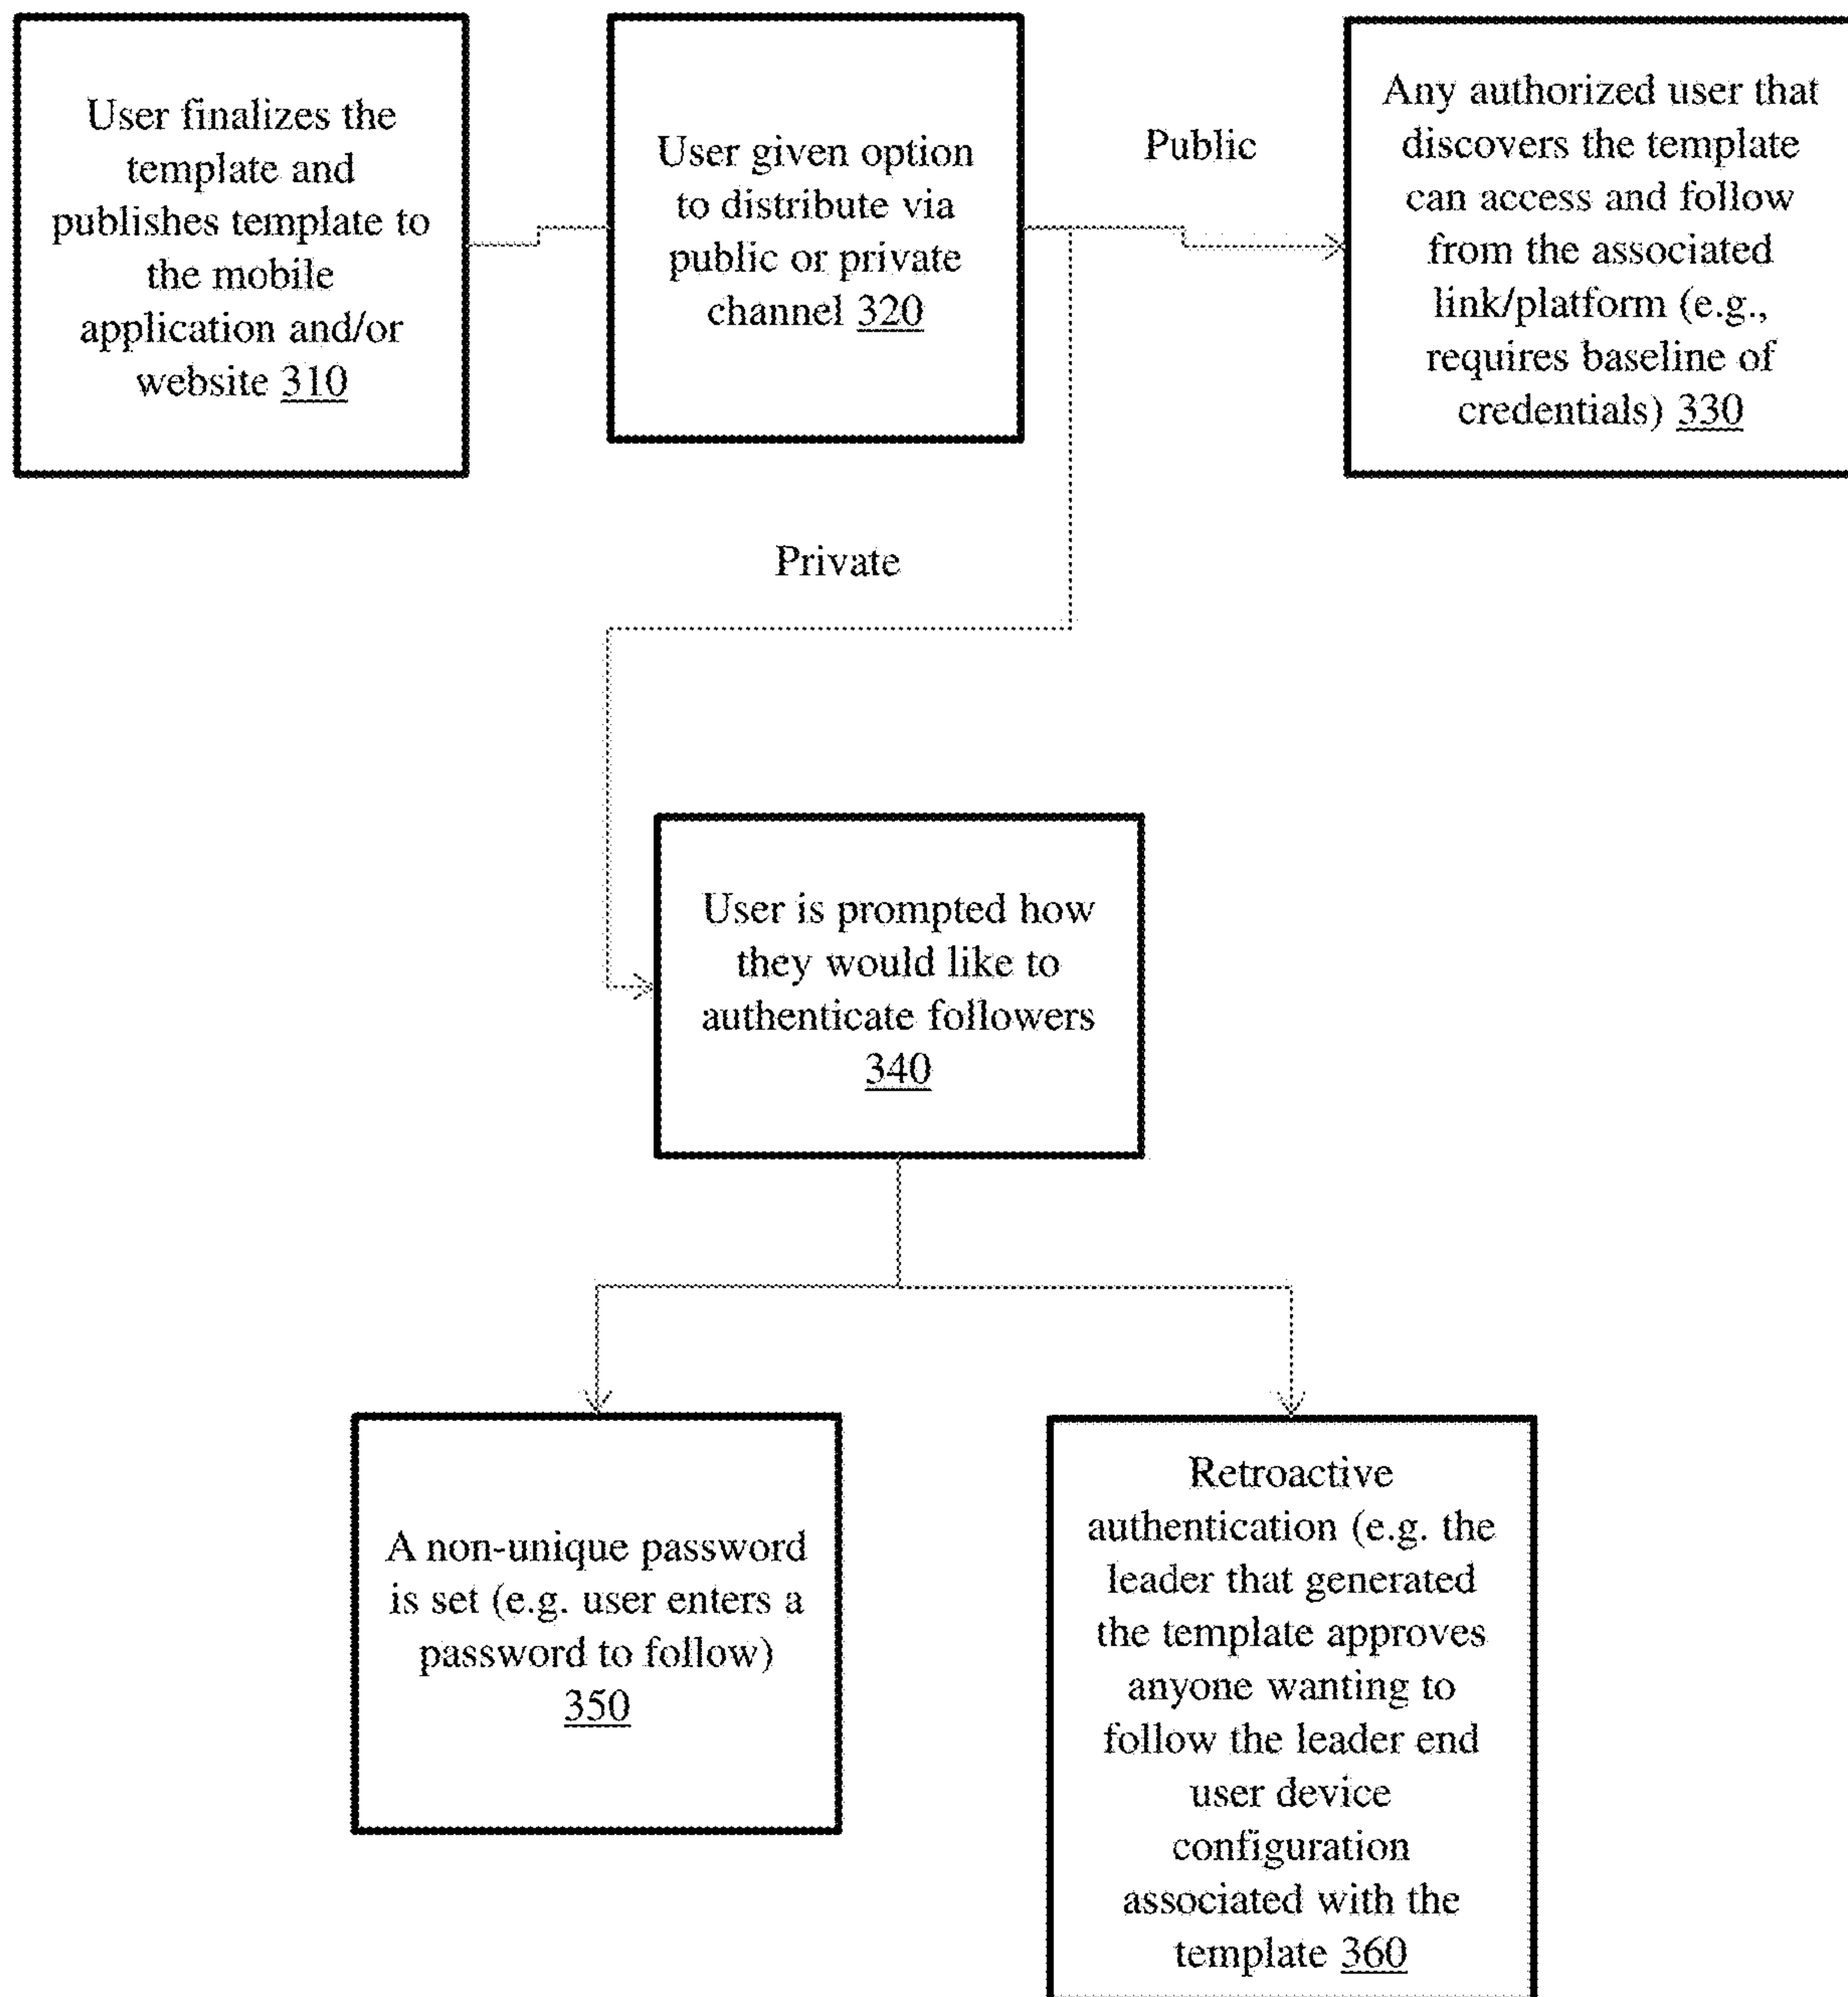 User finalizes the
template and
publishes template to
the mobile
application and/or
website 310
User given option
to distribute via
public or private
channel 320
Public
Any authorized user that
discovers the template
can access and follow
from the associated
link/platform (e.g.,
requires baseline of
credentials) 330
Private
User is prompted how
they would like to
authenticate followers
340
A non-unique password
is set (e.g. user enters a
password to follow)
350
Retroactive
authentication (e.g. the
leader that generated
the template approves
anyone wanting to
follow the leader end
user device
configuration
associated with the
template 360